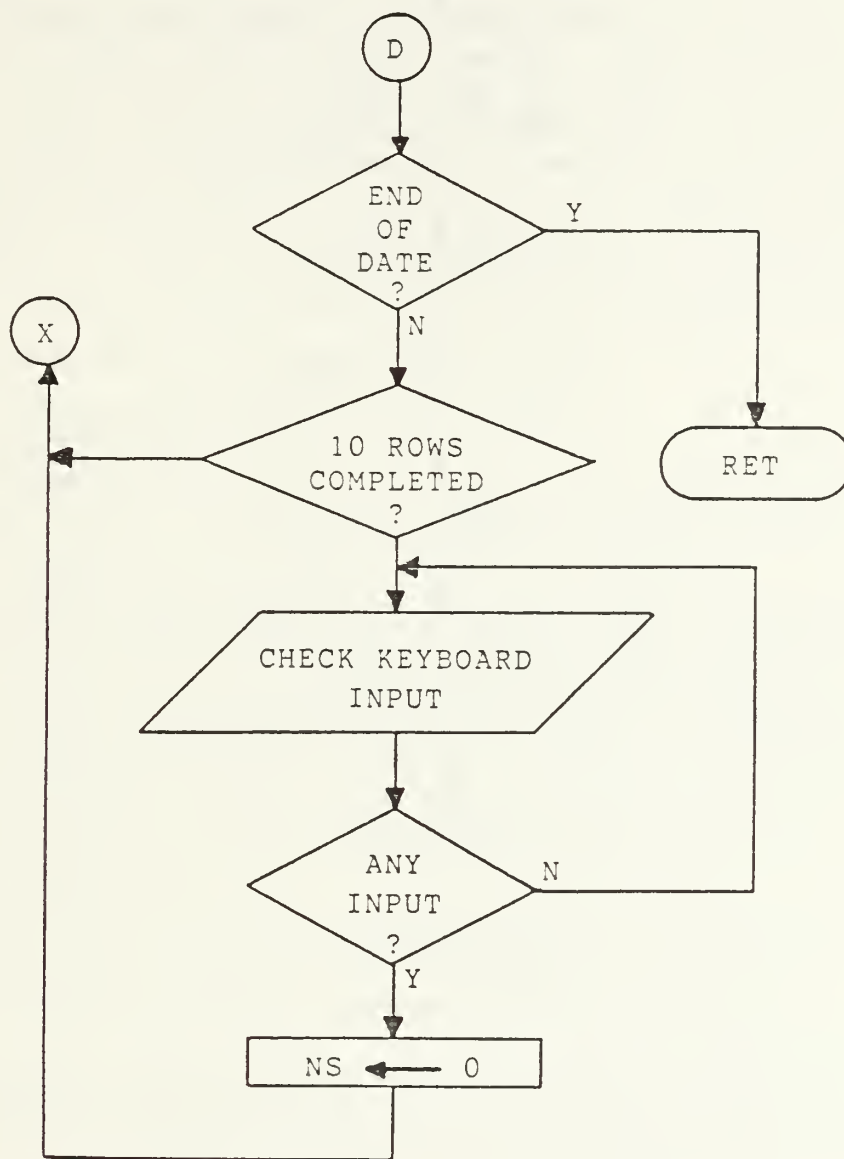 D
END
OF
DATE
?
Y
N
X
10 ROWS
COMPLETED
?
RET
CHECK KEYBOARD
INPUT
ANY
INPUT
?
N
Y
NS ← 0